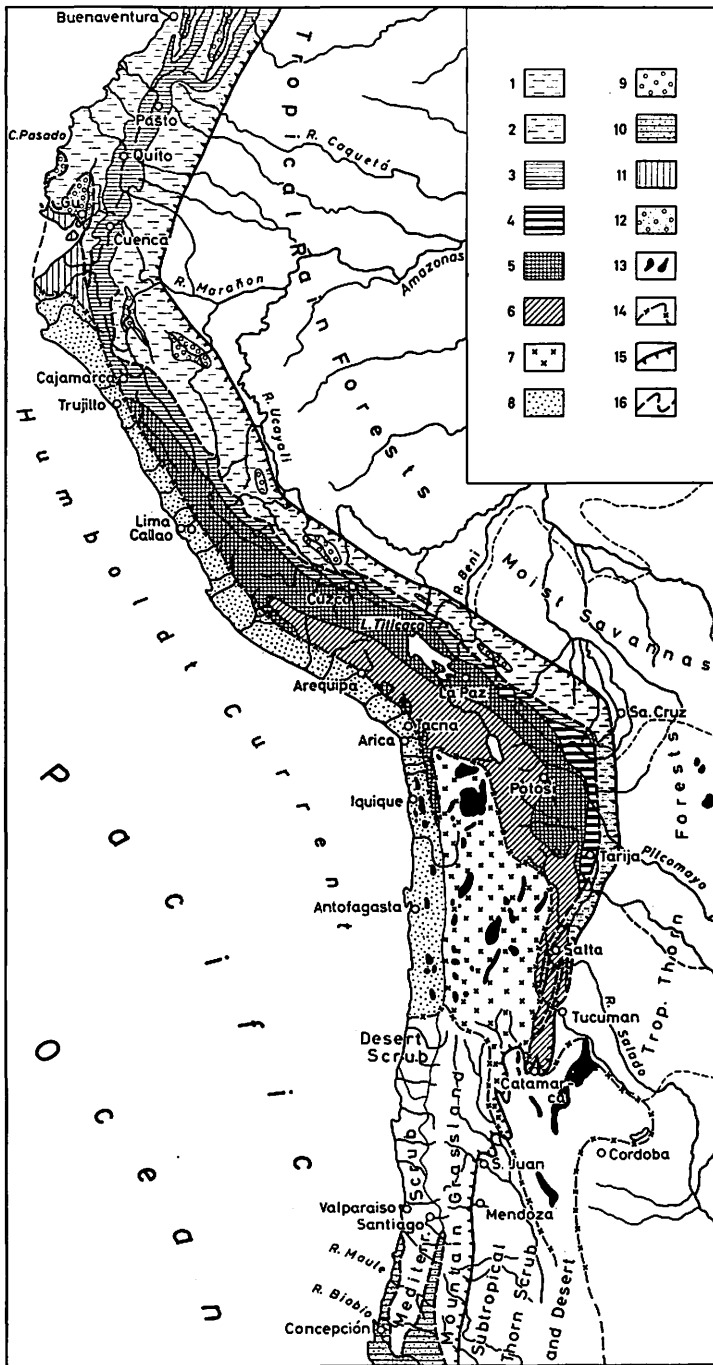 Buenaventura
Tropical Rain Forests
Pasto
C. Pasado
Quito
R. Caquetá
G.
Cuenca
R. Marañon
Amazonas
Cajamarca
Trujillo
R. Ucayali
Humboldt Current
Lima
Callao
Cuzco
R. Beni
Moist Savannas
L. Titicaca
Arequipa
La Paz
Sa. Cruz
Tacna
Arica
Iquique
Potosi
Forests
Tarija
Pilcomayo
Antofagasta
Salta
Trop. Thorn
R. Salado
Tucuman
Desert
Scrub
Catamar-
ca
Pacific Ocean
Cordoba
S. Juan
Valparaiso
Santiago
Mendoza
R. Maule
R. Biobio
Concepción
Mediterr. Scrub
Mountain Grassland
Subtropical
Thorn Scrub
and Desert
1
2
3
4
5
6
7
8
9
10
11
12
13
14
15
16